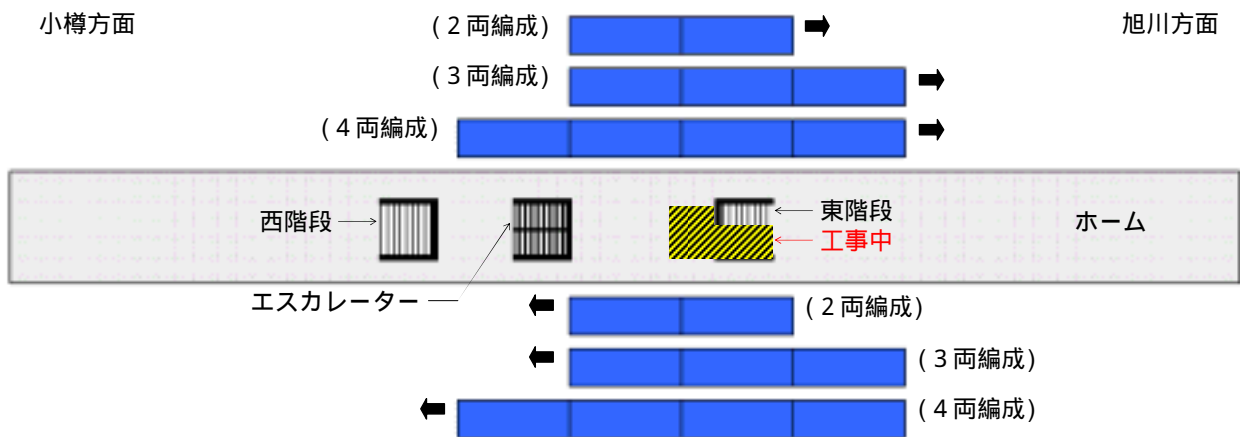 小樽方面
(２両編成)
旭川方面
(３両編成)
(４両編成)
西階段
東階段
工事中
ホーム
エスカレーター
(２両編成)
(３両編成)
(４両編成)